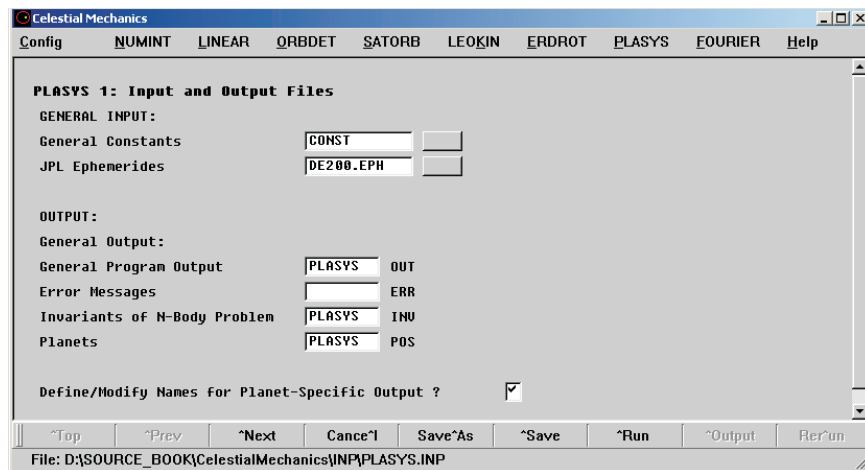 Celestial Mechanics
Config NUMINT LINEAR ORBDET SATORB LEOKIN ERDROT PLASYS FOURIER Help
PLASYS 1: Input and Output Files
GENERAL INPUT:
General Constants CONST
JPL Ephemerides DE200.EPH
OUTPUT:
General Output:
General Program Output PLASYS OUT
Error Messages ERR
Invariants of N-Body Problem PLASYS INV
Planets PLASYS POS
Define/Modify Names for Planet-Specific Output ?
^Top ^Prev ^Next Cance^l Save^As ^Save ^Run ^Output Rer^un
File: D:\SOURCE_BOOK\CelestialMechanics\INP\PLASYS.INP